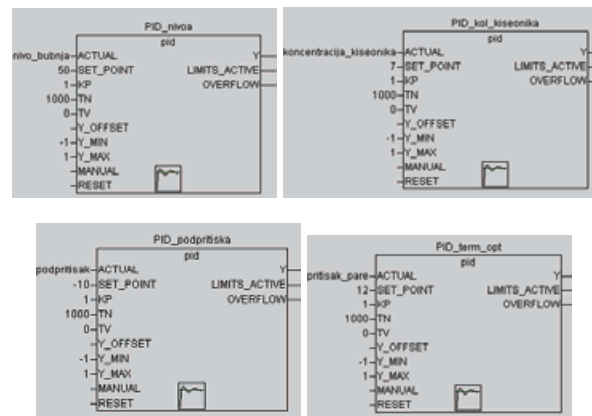 PID_nivoa
pid
nivo_bubnja ACTUAL Y
50 SET_POINT LIMITS_ACTIVE
1 KP OVERFLOW
1000 TN
0 TV
Y_OFFSET
-1 Y_MIN
1 Y_MAX
MANUAL
RESET
PID_kol_kiseonika
pid
koncentracija_kiseonika ACTUAL Y
7 SET_POINT LIMITS_ACTIVE
1 KP OVERFLOW
1000 TN
0 TV
Y_OFFSET
-1 Y_MIN
1 Y_MAX
MANUAL
RESET
PID_podpritiska
pid
podpritisak ACTUAL Y
-10 SET_POINT LIMITS_ACTIVE
1 KP OVERFLOW
1000 TN
0 TV
Y_OFFSET
-1 Y_MIN
1 Y_MAX
MANUAL
RESET
PID_term_opt
pid
pritisak_pare ACTUAL Y
12 SET_POINT LIMITS_ACTIVE
1 KP OVERFLOW
1000 TN
0 TV
Y_OFFSET
-1 Y_MIN
1 Y_MAX
MANUAL
RESET